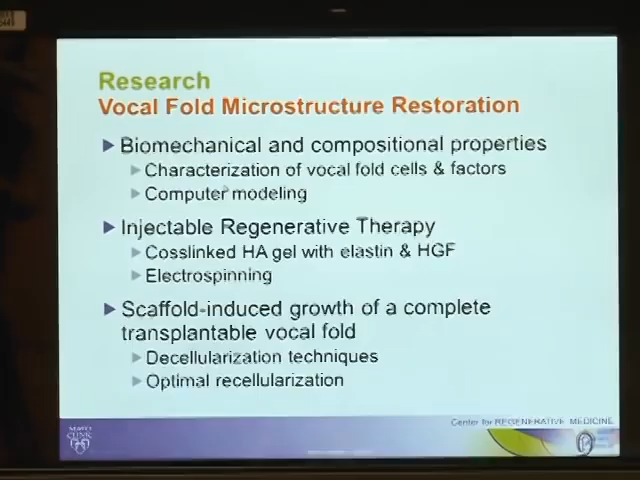 Research
Vocal Fold Microstructure Restoration
Biomechanical and compositional properties
Characterization of vocal fold cells & factors
Computer modeling
Injectable Regenerative Therapy
Cosslinked HA gel with elastin & HGF
Electrospinning
Scaffold-induced growth of a complete
transplantable vocal fold
Decellularization techniques
Optimal recellularization
Center for REGENERATIVE MEDICINE
MAYO
CLINIC